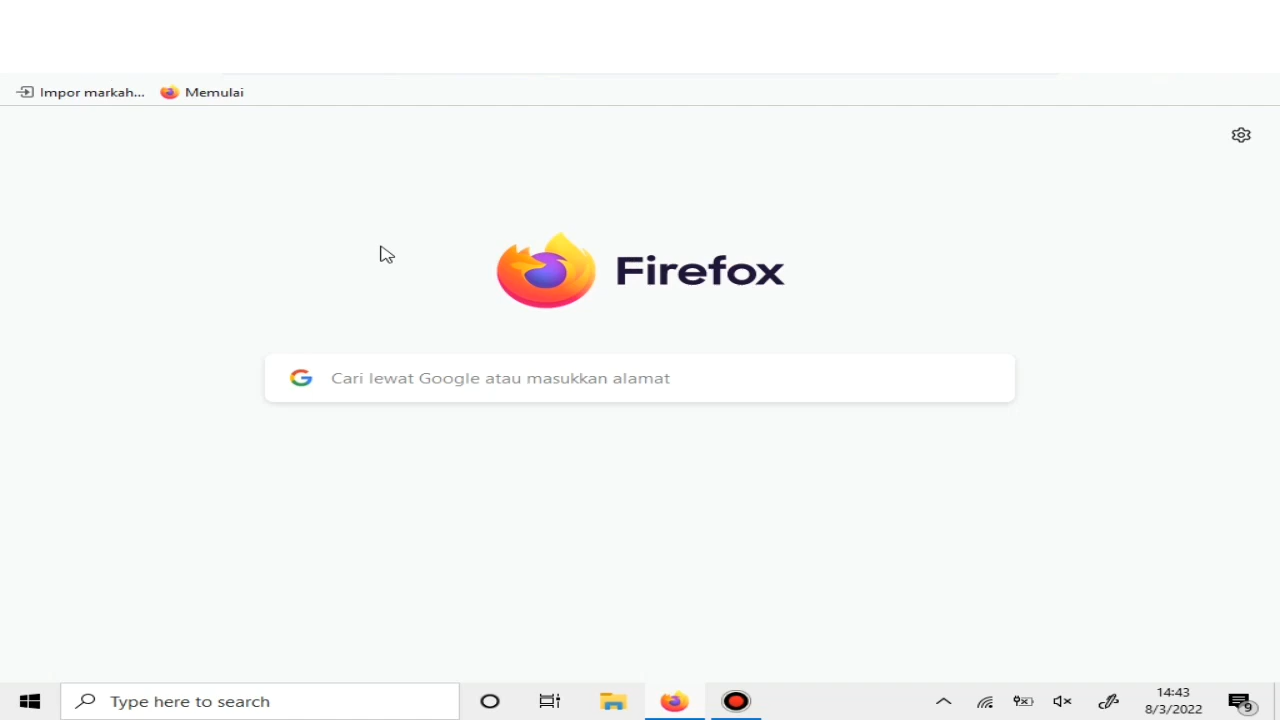 Impor markah... Memulai
Firefox
Cari lewat Google atau masukkan alamat
Type here to search
14:43
8/3/2022
9